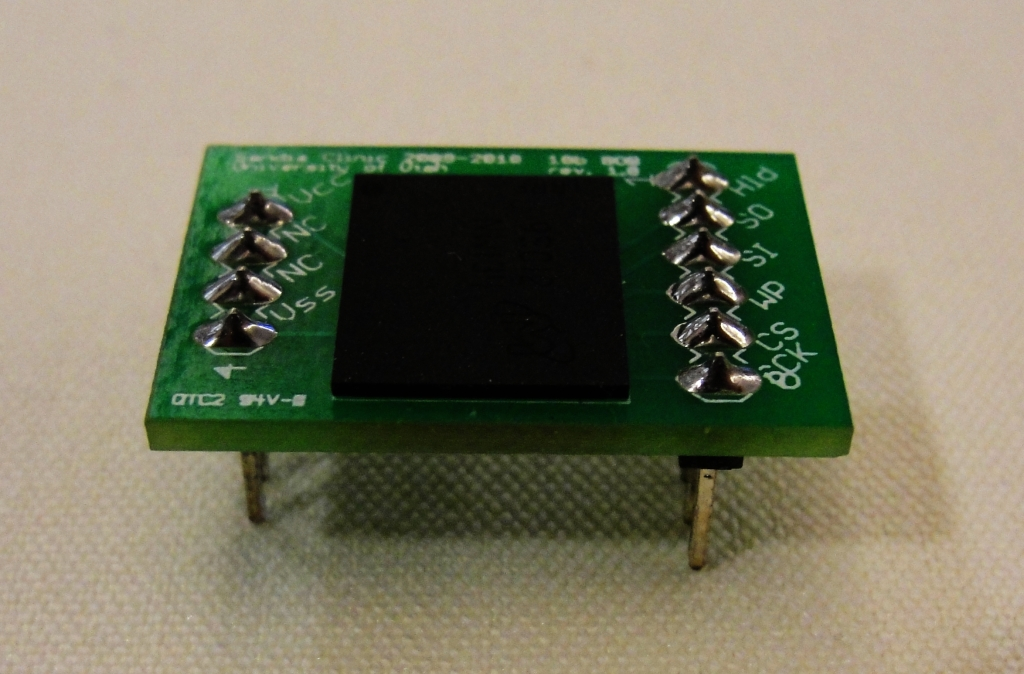 Sandia Clinic 2009-2010
University of Utah
10b BOB
rev. 1.0
VCC
NC
NC
VSS
Hld
SO
SI
WP
CS
SCK
94V-0